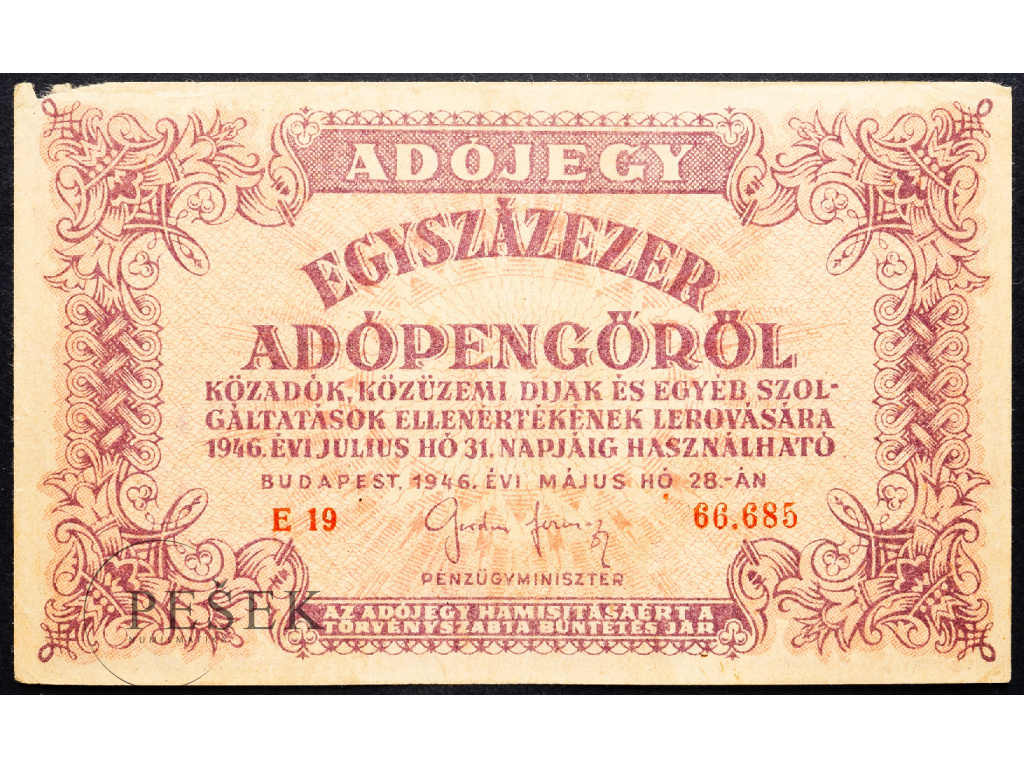 ADÓJEGY
EGYSZÁZEZER
ADÓPENGŐRŐL
KÖZADÓK, KÖZÜZEMI DIJAK ÉS EGYÉB SZOL-
GÁLTATÁSOK ELLENÉRTÉKÉNEK LEROVÁSÁRA
1946. ÉVI JULIUS HÓ 31. NAPJÁIG HASZNÁLHATÓ
BUDAPEST, 1946. ÉVI MÁJUS HÓ 28.-ÁN
E 19 66.685
PÉNZÜGYMINISZTER
AZ ADÓJEGY HAMISITÁSÁÉRT A
TÖRVÉNYSZABTA BÜNTETÉS JÁR
PEŠEK